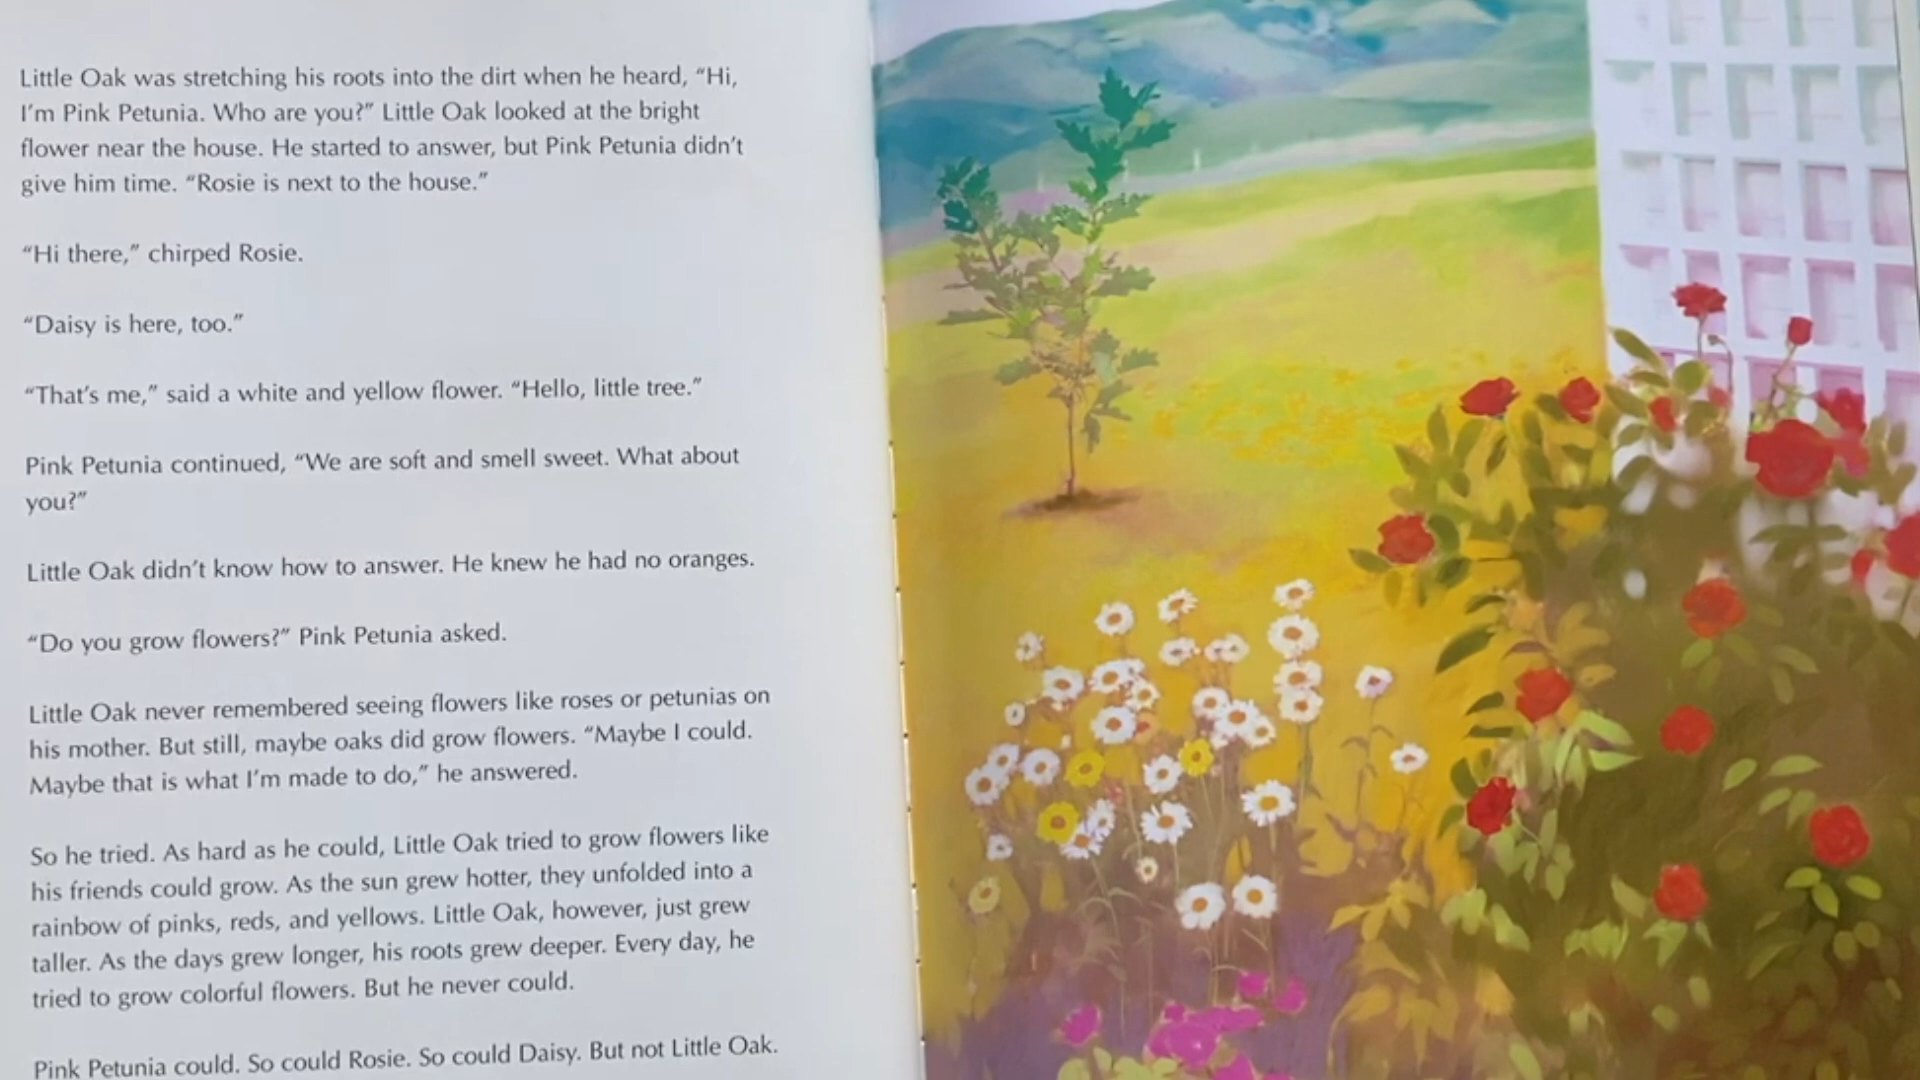 Little Oak was stretching his roots into the dirt when he heard, “Hi,
I’m Pink Petunia. Who are you?” Little Oak looked at the bright
flower near the house. He started to answer, but Pink Petunia didn’t
give him time. “Rosie is next to the house.”
“Hi there,” chirped Rosie.
“Daisy is here, too.”
“That’s me,” said a white and yellow flower. “Hello, little tree.”
Pink Petunia continued, “We are soft and smell sweet. What about
you?”
Little Oak didn’t know how to answer. He knew he had no oranges.
“Do you grow flowers?” Pink Petunia asked.
Little Oak never remembered seeing flowers like roses or petunias on
his mother. But still, maybe oaks did grow flowers. “Maybe I could.
Maybe that is what I’m made to do,” he answered.
So he tried. As hard as he could, Little Oak tried to grow flowers like
his friends could grow. As the sun grew hotter, they unfolded into a
rainbow of pinks, reds, and yellows. Little Oak, however, just grew
taller. As the days grew longer, his roots grew deeper. Every day, he
tried to grow colorful flowers. But he never could.
Pink Petunia could. So could Rosie. So could Daisy. But not Little Oak.